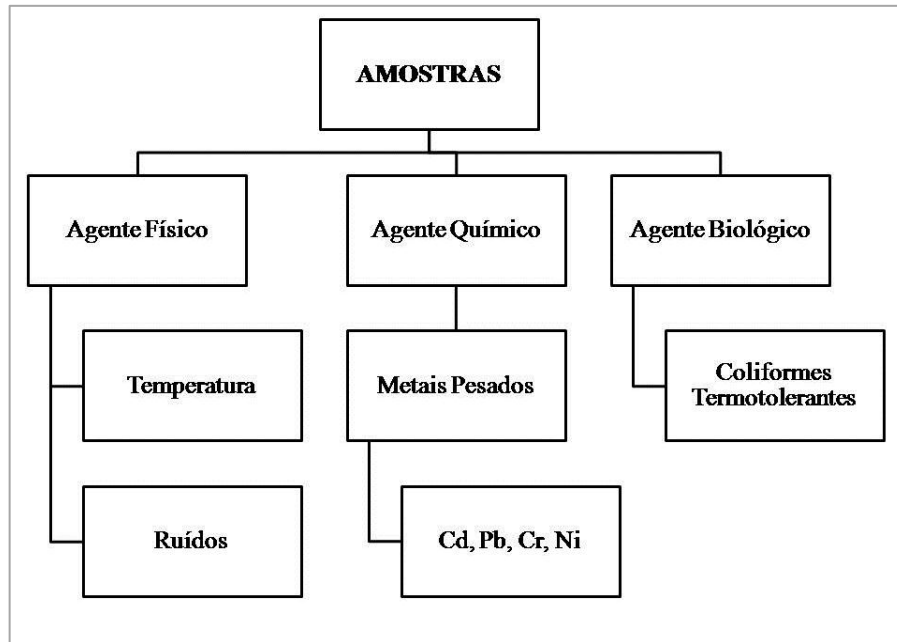 AMOSTRAS
Agente Físico
Agente Químico
Agente Biológico
Temperatura
Metais Pesados
Coliformes
Termotolerantes
Ruídos
Cd, Pb, Cr, Ni